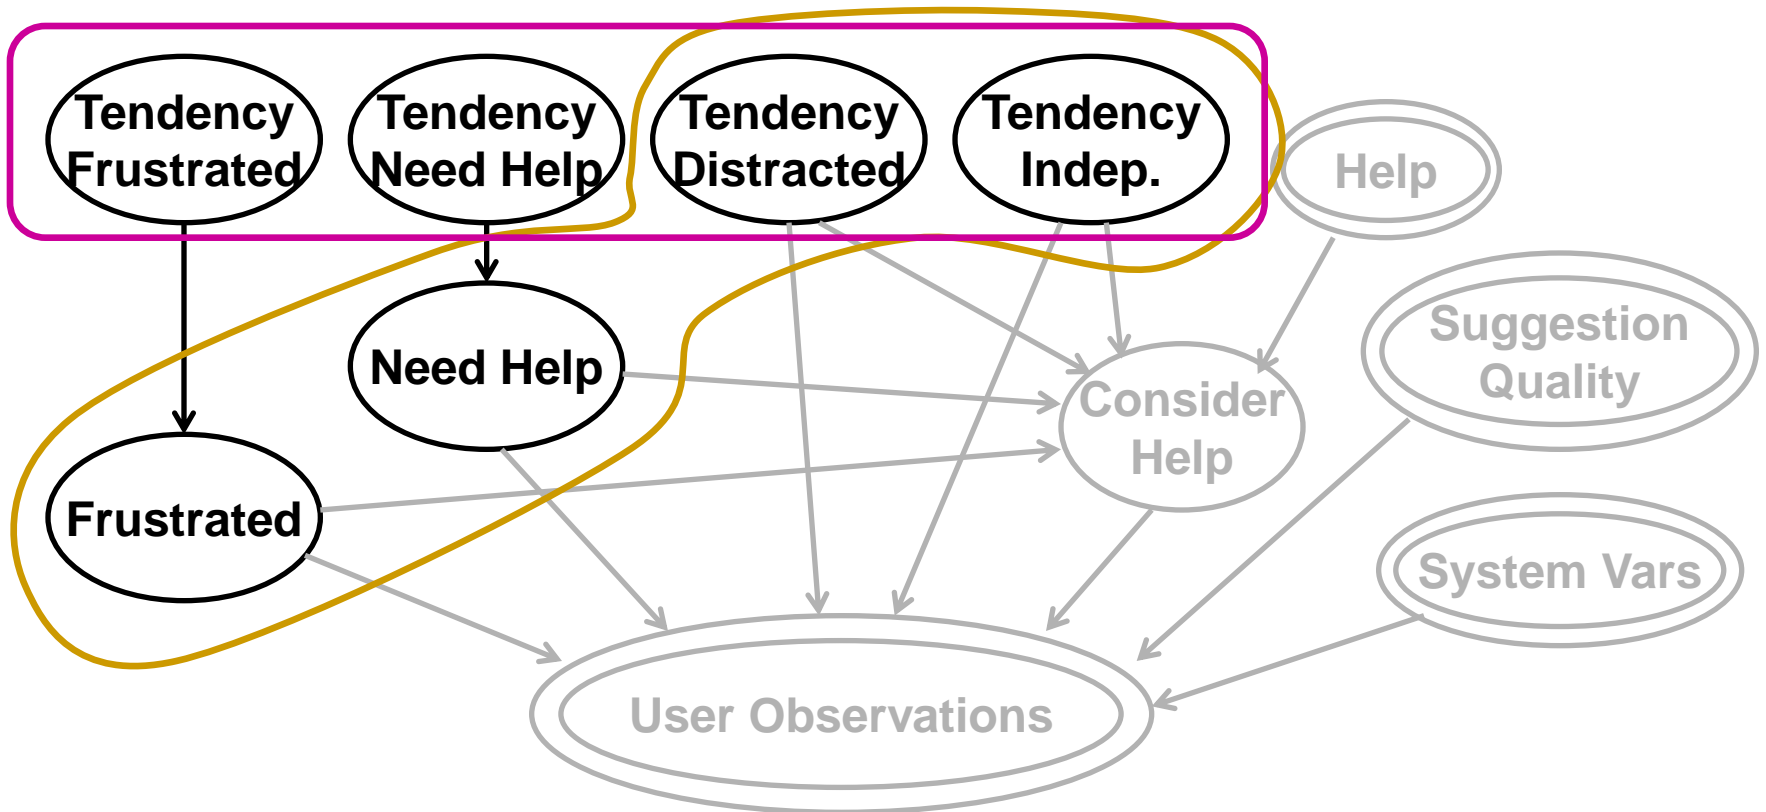 Tendency
Frustrated
Tendency
Need Help
Tendency
Distracted
Tendency
Indep.
Help
Suggestion
Quality
Need Help
Consider
Help
Frustrated
System Vars
User Observations